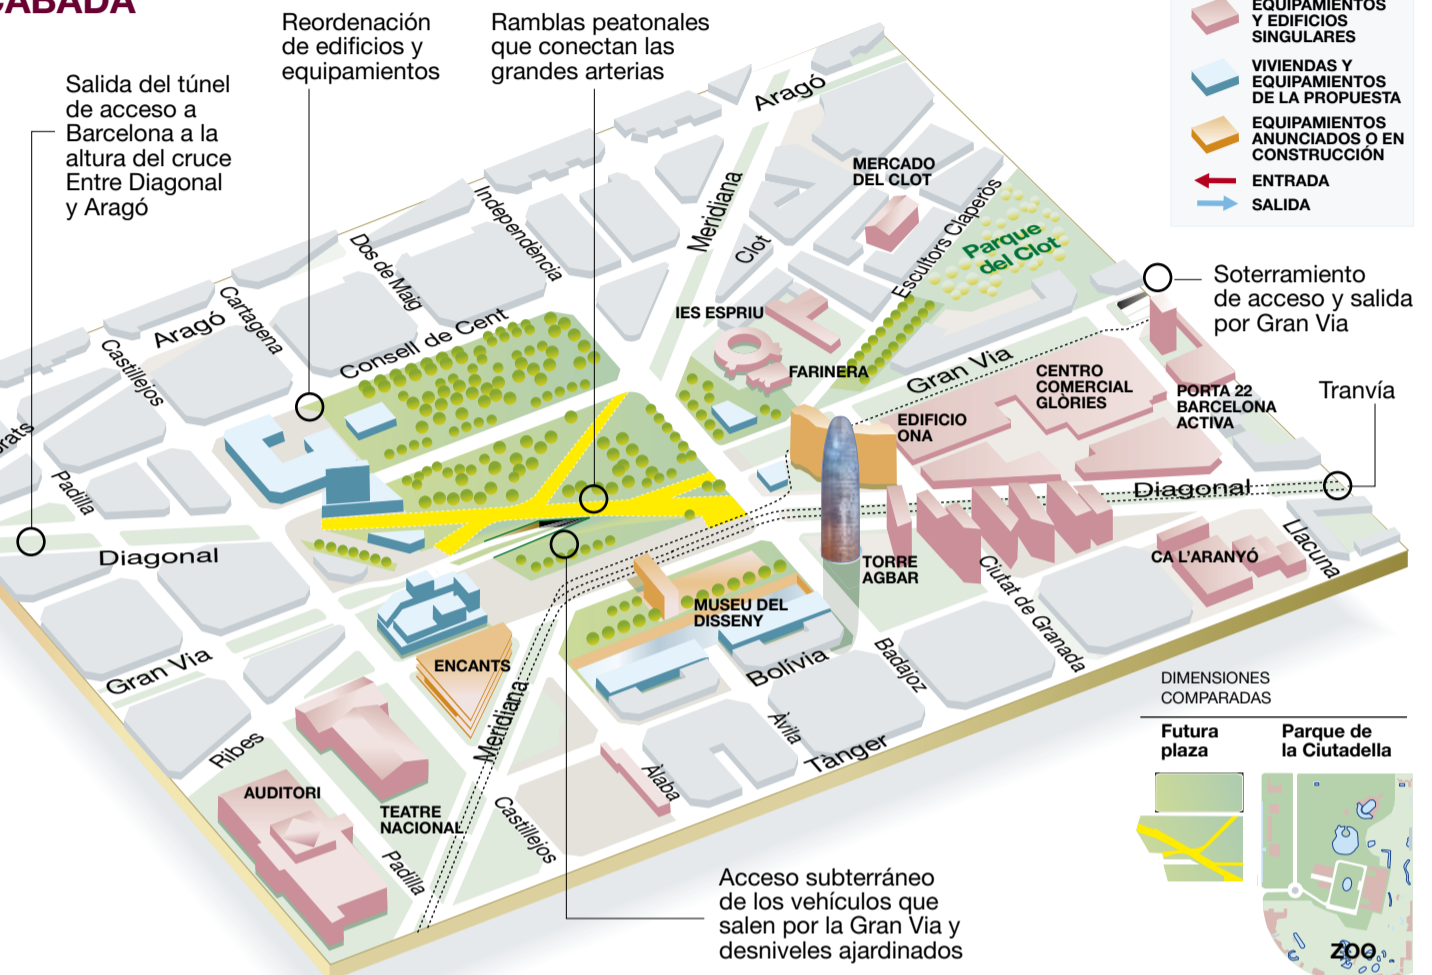 CABADA
Reordenación
de edificios y
equipamientos
Ramblas peatonales
que conectan las
grandes arterias
Salida del túnel
de acceso a
Barcelona a la
altura del cruce
Entre Diagonal
y Aragó
EQUIPAMIENTOS
Y EDIFICIOS
SINGULARES
VIVIENDAS Y
EQUIPAMIENTOS
DE LA PROPUESTA
EQUIPAMIENTOS
ANUNCIADOS O EN
CONSTRUCCIÓN
ENTRADA
SALIDA
Aragó
MERCADO
DEL CLOT
Meridiana
Independència
Clot
Escultors Claperòs
Parque
del Clot
Dos de Maig
Cartagena
Aragó
Castillejos
Consell de Cent
IES ESPRIU
FARINERA
Gran Via
Soterramiento
de acceso y salida
por Gran Via
CENTRO
COMERCIAL
GLÒRIES
PORTA 22
BARCELONA
ACTIVA
Tranvía
EDIFICIO
ONA
Padilla
Diagonal
Diagonal
TORRE
AGBAR
CA L'ARANYÓ
Llacuna
Ciutat de Granada
MUSEU DEL
DISSENY
ENCANTS
Gran Via
Bolívia
Badajoz
Meridiana
Ribes
Àvila
Tànger
Àlaba
AUDITORI
TEATRE
NACIONAL
Padilla
Castillejos
Acceso subterráneo
de los vehículos que
salen por la Gran Via y
desniveles ajardinados
DIMENSIONES
COMPARADAS
Futura
plaza
Parque de
la Ciutadella
ZOO